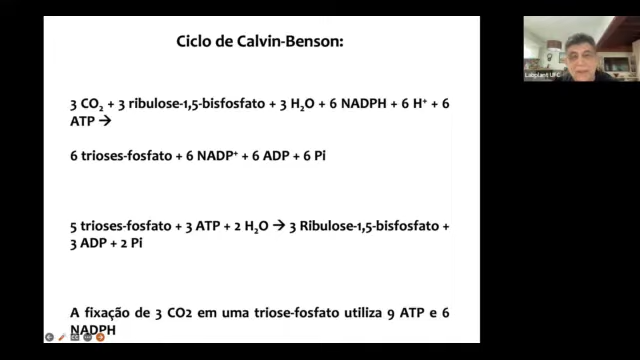 Ciclo de Calvin-Benson:
Labplant UFC
3 CO₂ + 3 ribulose-1,5-bisfosfato + 3 H₂O + 6 NADPH + 6 H⁺ + 6
ATP →
6 trioses-fosfato + 6 NADP⁺ + 6 ADP + 6 Pi
5 trioses-fosfato + 3 ATP + 2 H₂O → 3 Ribulose-1,5-bisfosfato +
3 ADP + 2 Pi
A fixação de 3 CO2 em uma triose-fosfato utiliza 9 ATP e 6
NADPH